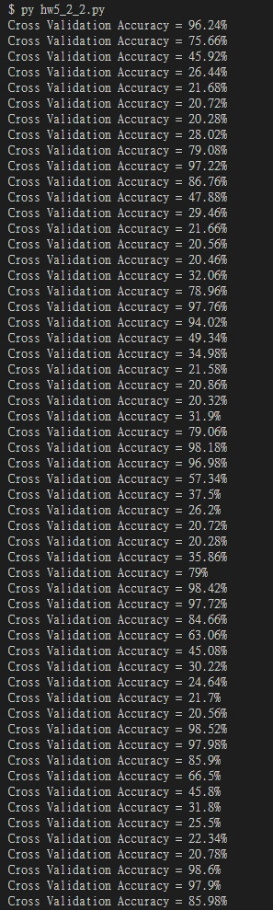 $ py hw5_2_2.py
Cross Validation Accuracy = 96.24%
Cross Validation Accuracy = 75.66%
Cross Validation Accuracy = 45.92%
Cross Validation Accuracy = 26.44%
Cross Validation Accuracy = 21.68%
Cross Validation Accuracy = 20.72%
Cross Validation Accuracy = 20.28%
Cross Validation Accuracy = 28.02%
Cross Validation Accuracy = 79.08%
Cross Validation Accuracy = 97.22%
Cross Validation Accuracy = 86.76%
Cross Validation Accuracy = 47.88%
Cross Validation Accuracy = 29.46%
Cross Validation Accuracy = 21.66%
Cross Validation Accuracy = 20.56%
Cross Validation Accuracy = 20.46%
Cross Validation Accuracy = 32.06%
Cross Validation Accuracy = 78.96%
Cross Validation Accuracy = 97.76%
Cross Validation Accuracy = 94.02%
Cross Validation Accuracy = 49.34%
Cross Validation Accuracy = 34.98%
Cross Validation Accuracy = 21.58%
Cross Validation Accuracy = 20.86%
Cross Validation Accuracy = 20.32%
Cross Validation Accuracy = 31.9%
Cross Validation Accuracy = 79.06%
Cross Validation Accuracy = 98.18%
Cross Validation Accuracy = 96.98%
Cross Validation Accuracy = 57.34%
Cross Validation Accuracy = 37.5%
Cross Validation Accuracy = 26.2%
Cross Validation Accuracy = 20.72%
Cross Validation Accuracy = 20.28%
Cross Validation Accuracy = 35.86%
Cross Validation Accuracy = 79%
Cross Validation Accuracy = 98.42%
Cross Validation Accuracy = 97.72%
Cross Validation Accuracy = 84.66%
Cross Validation Accuracy = 63.06%
Cross Validation Accuracy = 45.08%
Cross Validation Accuracy = 30.22%
Cross Validation Accuracy = 24.64%
Cross Validation Accuracy = 21.7%
Cross Validation Accuracy = 20.56%
Cross Validation Accuracy = 98.52%
Cross Validation Accuracy = 97.98%
Cross Validation Accuracy = 85.9%
Cross Validation Accuracy = 66.5%
Cross Validation Accuracy = 45.8%
Cross Validation Accuracy = 31.8%
Cross Validation Accuracy = 25.5%
Cross Validation Accuracy = 22.34%
Cross Validation Accuracy = 20.78%
Cross Validation Accuracy = 98.6%
Cross Validation Accuracy = 97.9%
Cross Validation Accuracy = 85.98%